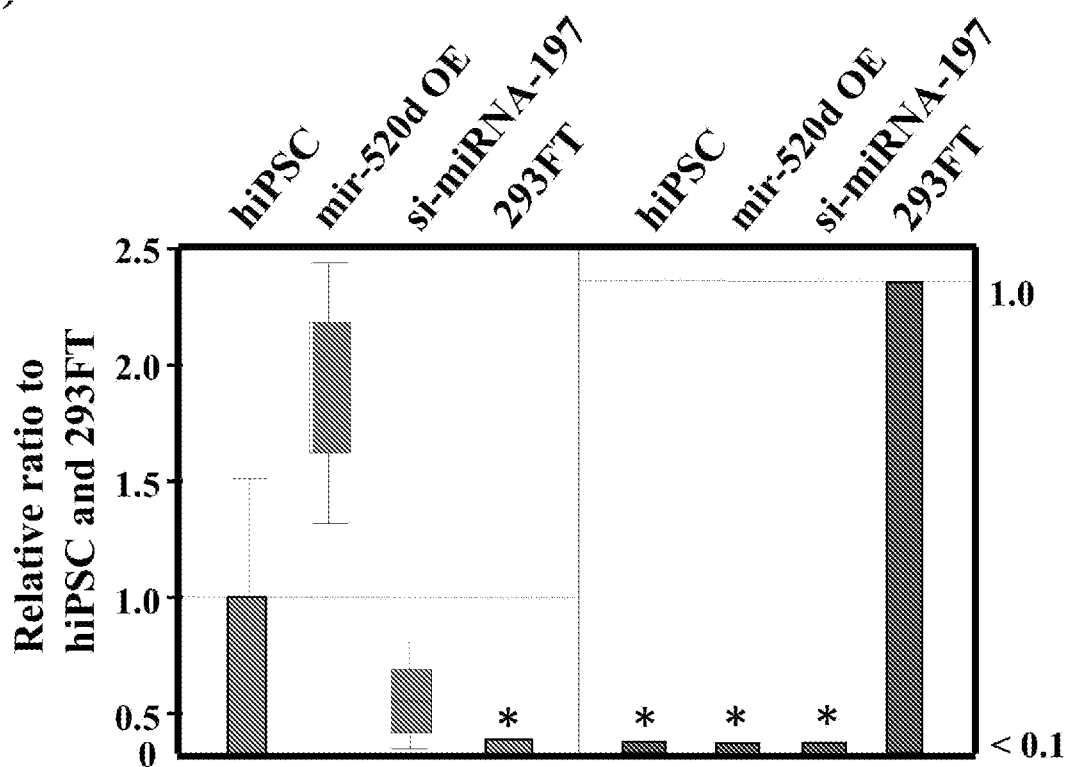 hiPSC
mir-520d OE
si-miRNA-197
293FT
hiPSC
mir-520d OE
si-miRNA-197
293FT
Relative ratio to
hiPSC and 293FT
2.5
2.0
1.5
1.0
0.5
0
*
*
*
*
1.0
< 0.1